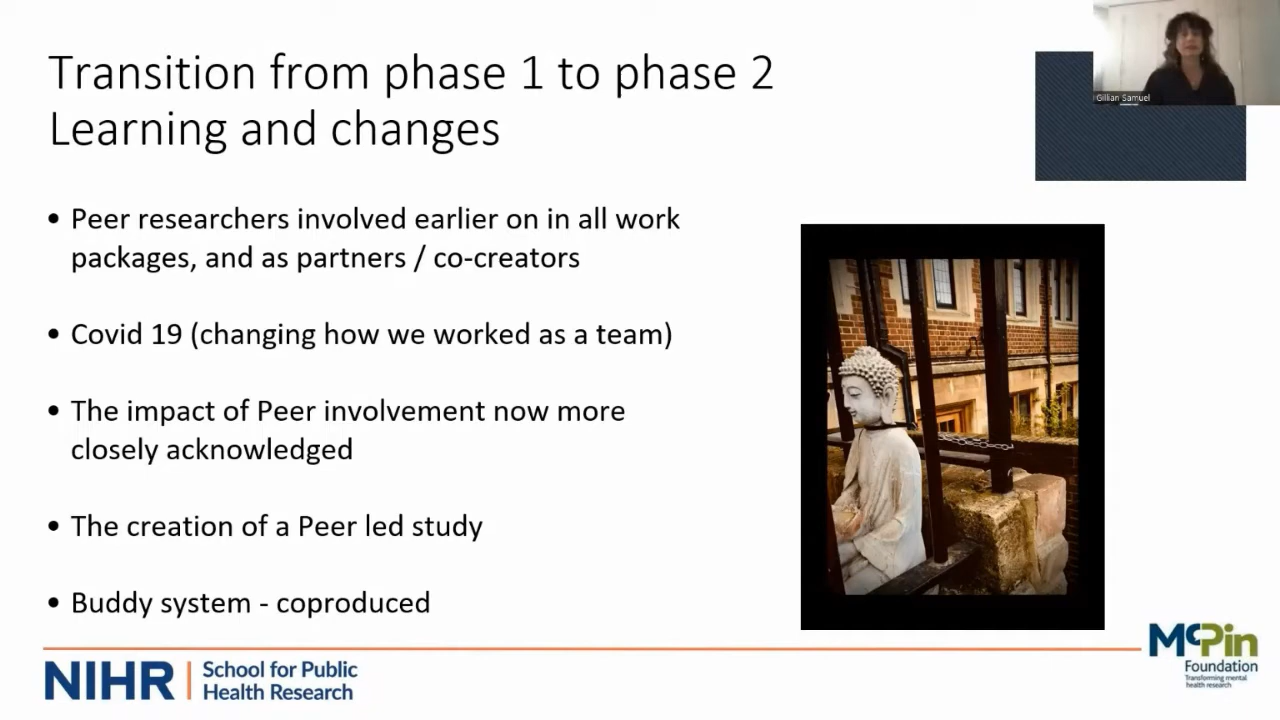 Transition from phase 1 to phase 2
Learning and changes
Gillian Samuel
• Peer researchers involved earlier on in all work
packages, and as partners / co-creators
• Covid 19 (changing how we worked as a team)
• The impact of Peer involvement now more
closely acknowledged
• The creation of a Peer led study
• Buddy system - coproduced
NIHR | School for Public
Health Research
McPin
Foundation
Transforming mental
health research